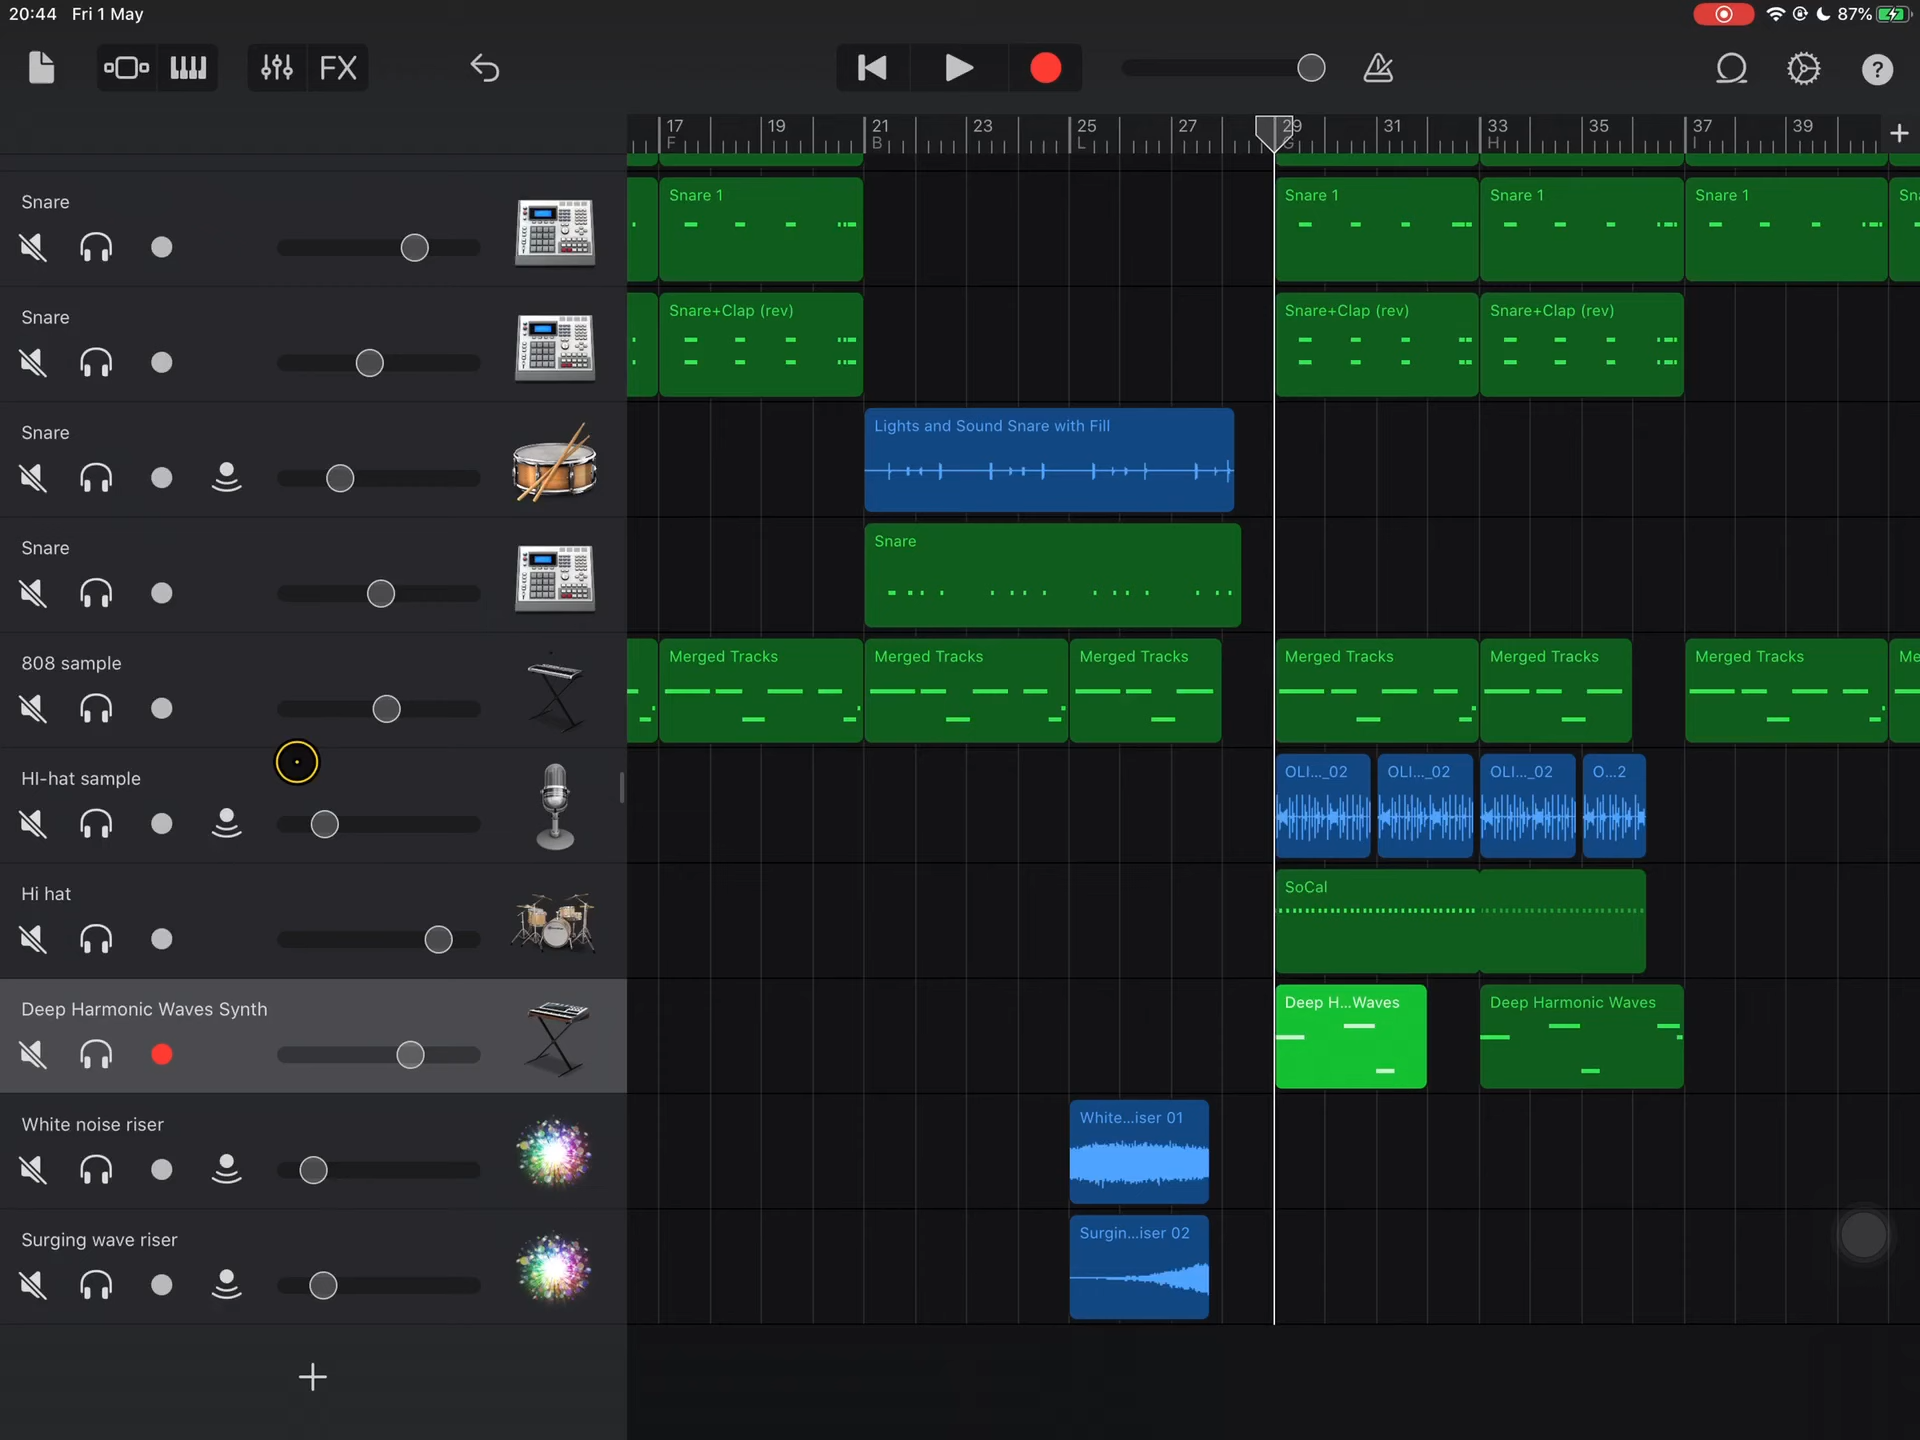 20:44 Fri 1 May
87%
FX
?
17 19 21 23 25 27 29 31 33 35 37 39
F B L G H I
Snare
Snare 1 Snare 1 Snare 1 Snare 1
Snare
Snare+Clap (rev) Snare+Clap (rev) Snare+Clap (rev)
Snare
Lights and Sound Snare with Fill
Snare
Snare
808 sample
Merged Tracks Merged Tracks Merged Tracks Merged Tracks Merged Tracks Merged Tracks Me
HI-hat sample
OLI..._02 OLI..._02 OLI..._02 O...2
Hi hat
SoCal
Deep Harmonic Waves Synth
Deep H...Waves Deep Harmonic Waves
White noise riser
White...iser 01
Surging wave riser
Surgin...iser 02